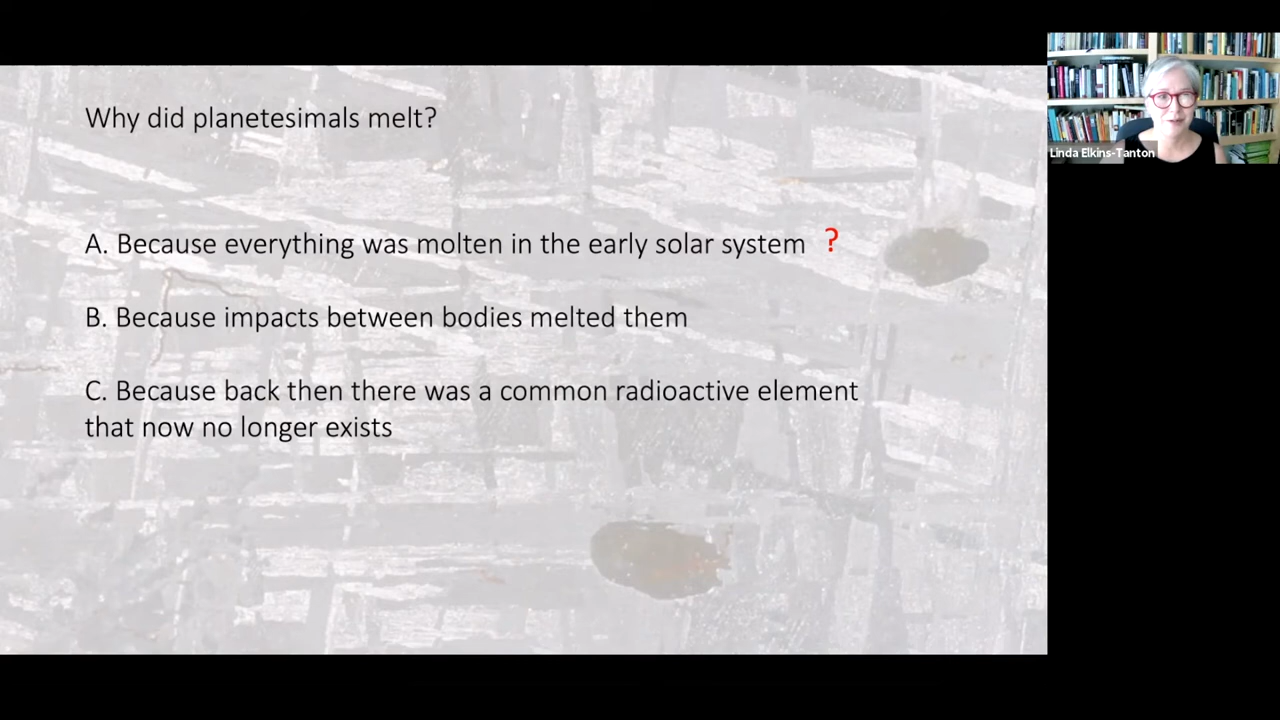 Why did planetesimals melt?
A. Because everything was molten in the early solar system ?
B. Because impacts between bodies melted them
C. Because back then there was a common radioactive element
that now no longer exists
Linda Elkins-Tanton